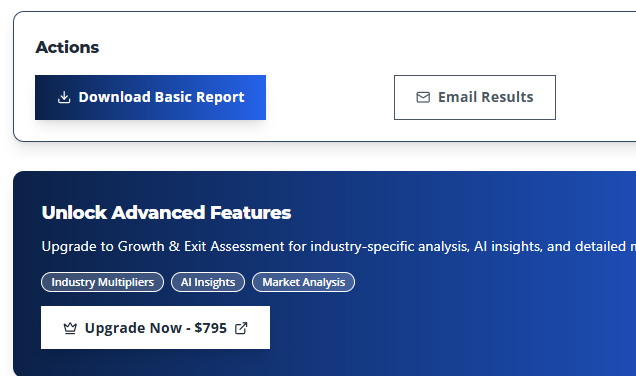 Actions
Download Basic Report
Email Results
Unlock Advanced Features
Upgrade to Growth & Exit Assessment for industry-specific analysis, AI insights, and detailed
Industry Multipliers
AI Insights
Market Analysis
Upgrade Now - $795